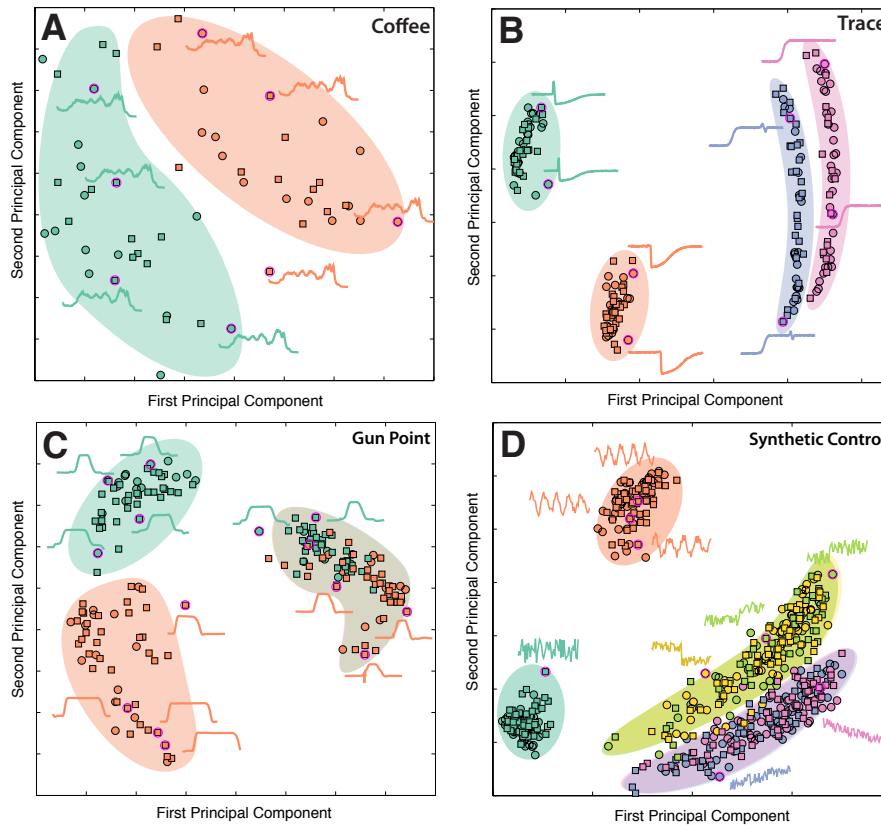 A
Coffee
Second Principal Component
First Principal Component
B
Trace
Second Principal Component
First Principal Component
C
Gun Point
Second Principal Component
First Principal Component
D
Synthetic Control
Second Principal Component
First Principal Component